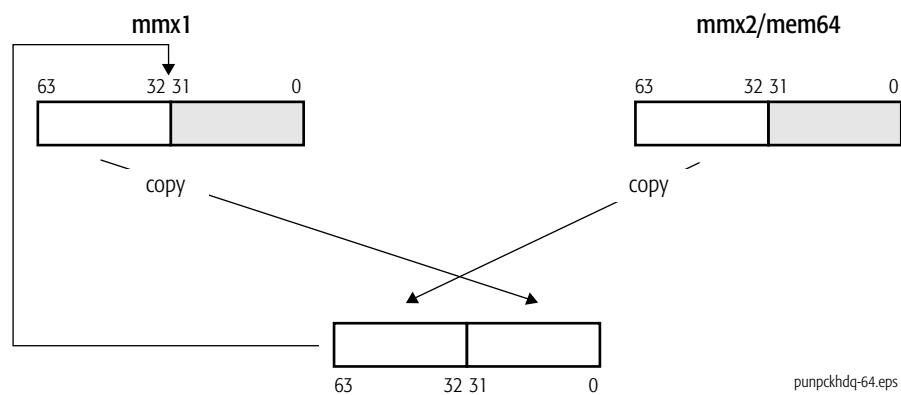 mmx1 mmx2/mem64
63 32 31 0 63 32 31 0
copy copy
63 32 31 0
punpckhdq-64.eps